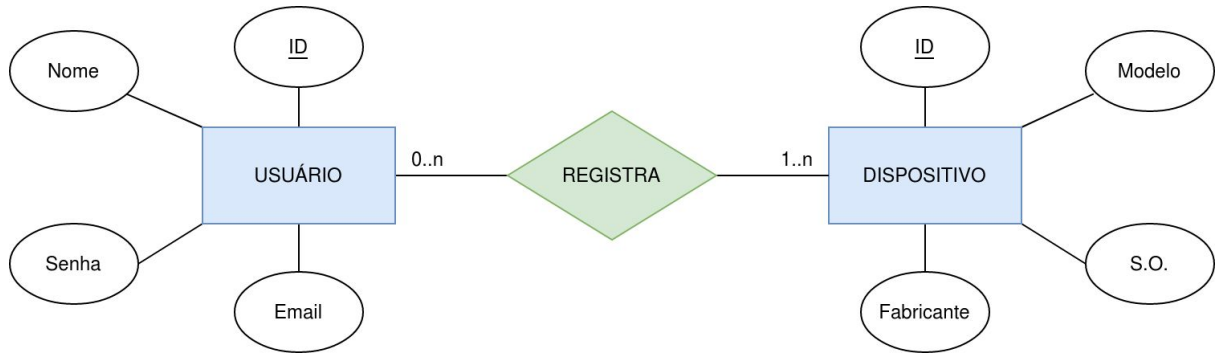 ID
Nome
USUÁRIO
Senha
Email
0..n
REGISTRA
1..n
ID
Modelo
DISPOSITIVO
Fabricante
S.O.